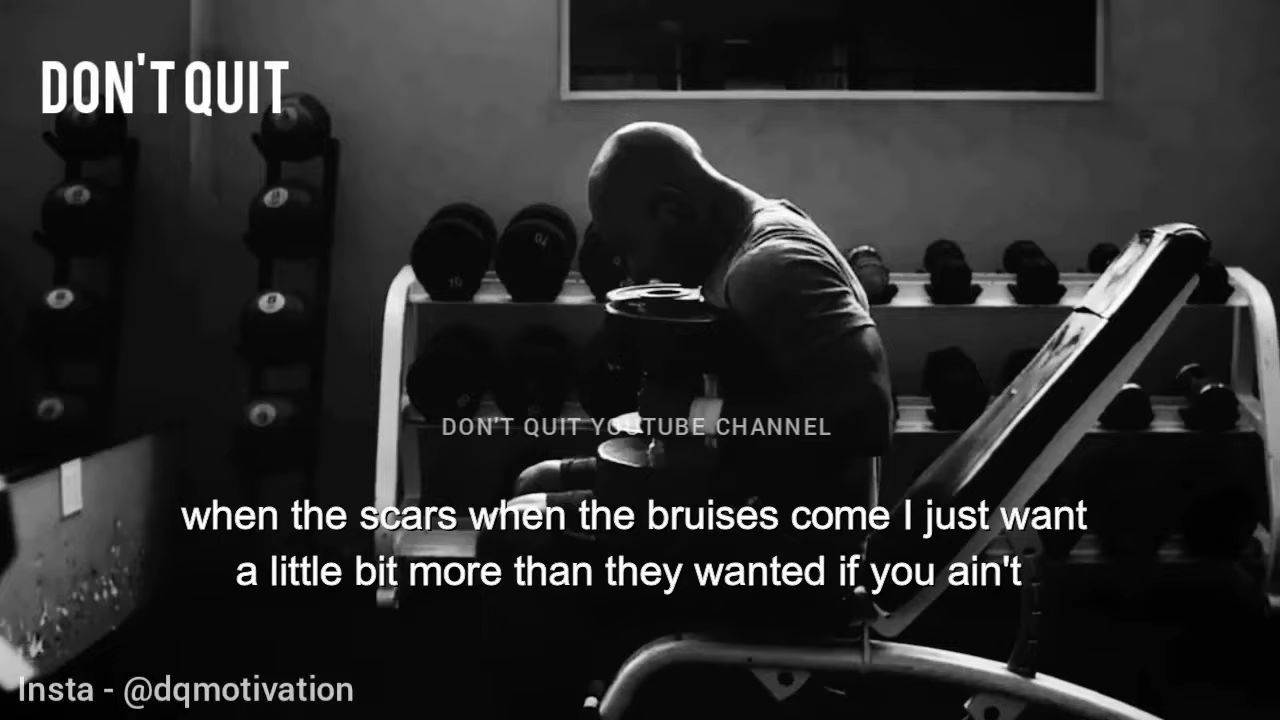 DON'T QUIT
DON'T QUIT YOUTUBE CHANNEL
when the scars when the bruises come I just want
a little bit more than they wanted if you ain't
Insta - @dqmotivation